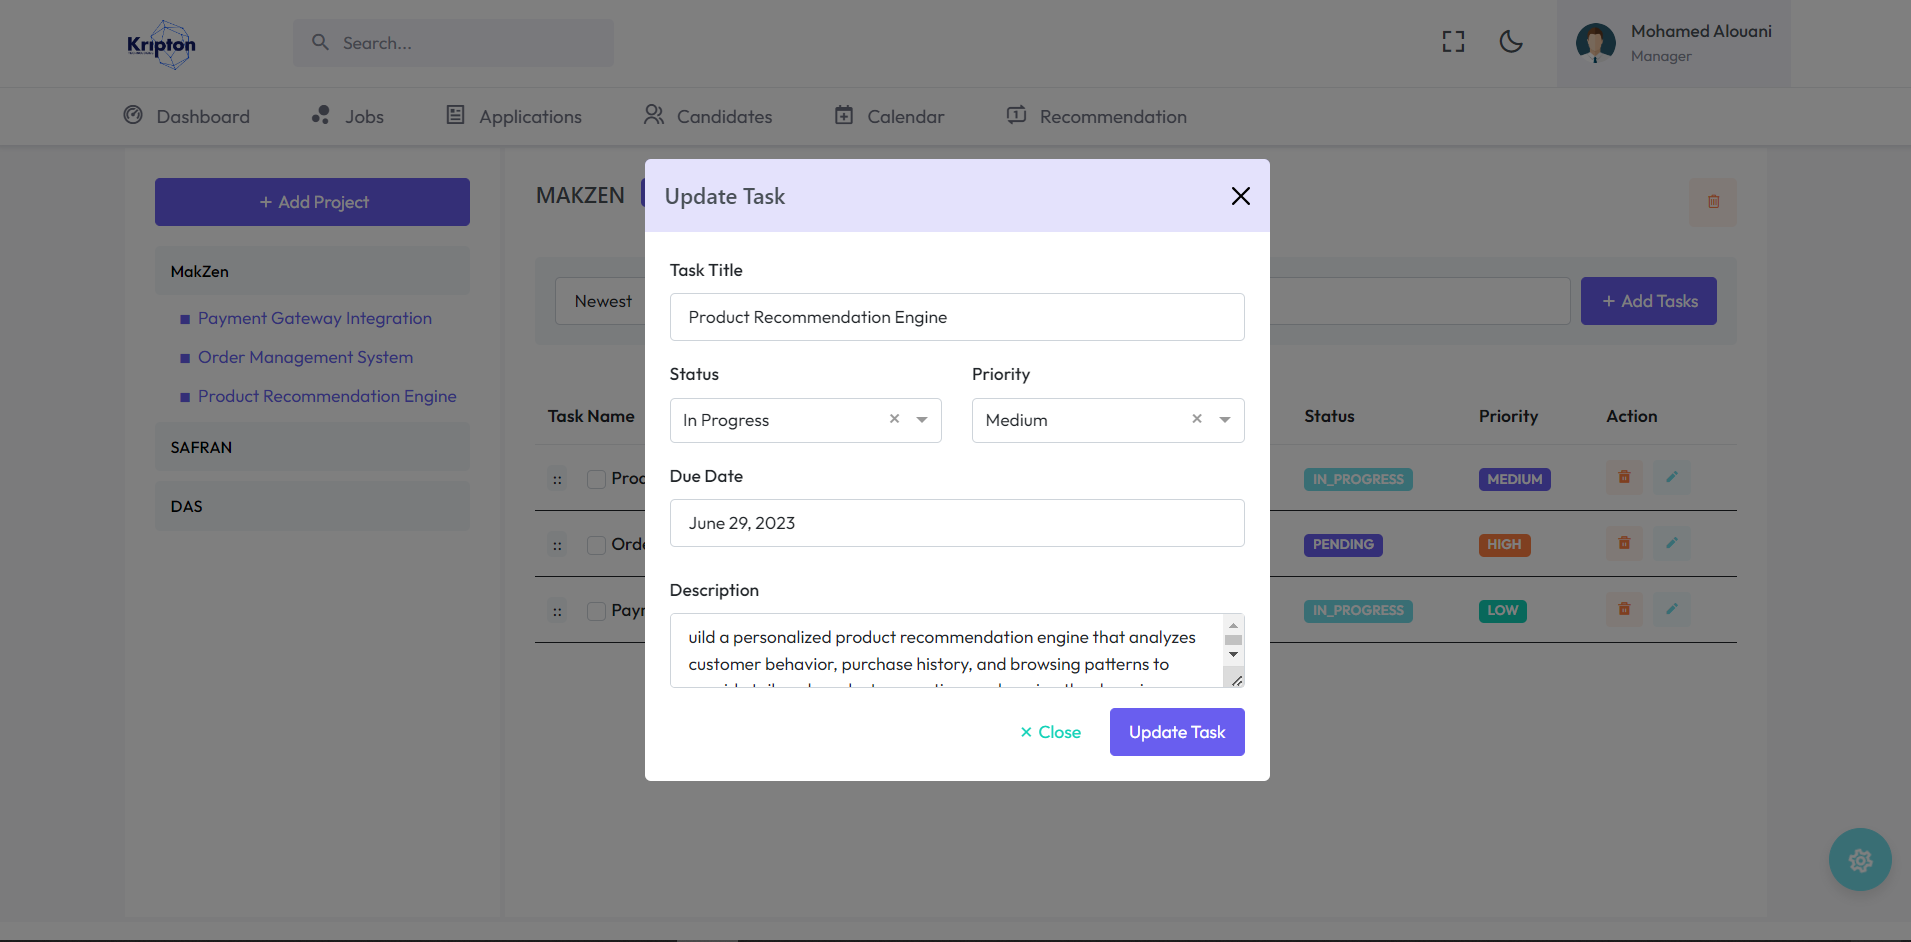 Kripton
Search...
Mohamed Alouani
Manager
Dashboard
Jobs
Applications
Candidates
Calendar
Recommendation
+ Add Project
MakZen
Payment Gateway Integration
Order Management System
Product Recommendation Engine
SAFRAN
DAS
MAKZEN
Newest
+ Add Tasks
Task Name
Status
Priority
Action
IN_PROGRESS
MEDIUM
PENDING
HIGH
IN_PROGRESS
LOW
Update Task
Task Title
Product Recommendation Engine
Status
Priority
In Progress
Medium
Due Date
June 29, 2023
Description
uild a personalized product recommendation engine that analyzes
customer behavior, purchase history, and browsing patterns to
Close
Update Task